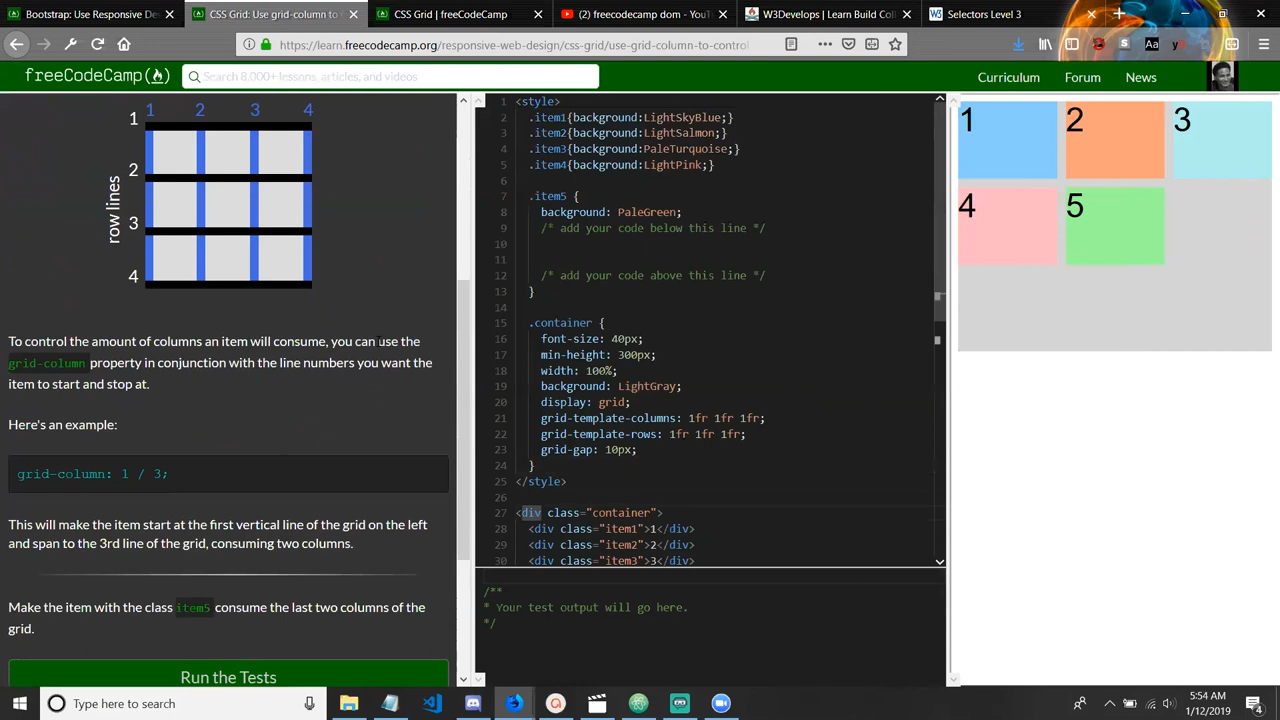 Bootstrap: Use Responsive Des
CSS Grid: Use grid-column to
CSS Grid | freeCodeCamp
(2) freecodecamp dom - YouT
W3Develops | Learn Build Coll
Selectors Level 3
https://learn.freecodecamp.org/responsive-web-design/css-grid/use-grid-column-to-control
freeCodeCamp
Search 8,000+ lessons, articles, and videos
Curriculum Forum News
1 2 3 4
1
2
3
4
row lines
To control the amount of columns an item will consume, you can use the
grid-column property in conjunction with the line numbers you want the
item to start and stop at.
Here's an example:
grid-column: 1 / 3;
This will make the item start at the first vertical line of the grid on the left
and span to the 3rd line of the grid, consuming two columns.
Make the item with the class item5 consume the last two columns of the
grid.
Run the Tests
1 <style>
2 .item1{background:LightSkyBlue;}
3 .item2{background:LightSalmon;}
4 .item3{background:PaleTurquoise;}
5 .item4{background:LightPink;}
6
7 .item5 {
8 background: PaleGreen;
9 /* add your code below this line */
10
11
12 /* add your code above this line */
13 }
14
15 .container {
16 font-size: 40px;
17 min-height: 300px;
18 width: 100%;
19 background: LightGray;
20 display: grid;
21 grid-template-columns: 1fr 1fr 1fr;
22 grid-template-rows: 1fr 1fr 1fr;
23 grid-gap: 10px;
24 }
25 </style>
26
27 <div class="container">
28 <div class="item1">1</div>
29 <div class="item2">2</div>
30 <div class="item3">3</div>
/**
* Your test output will go here.
*/
1 2 3
4 5
Type here to search
5:54 AM
1/12/2019
4